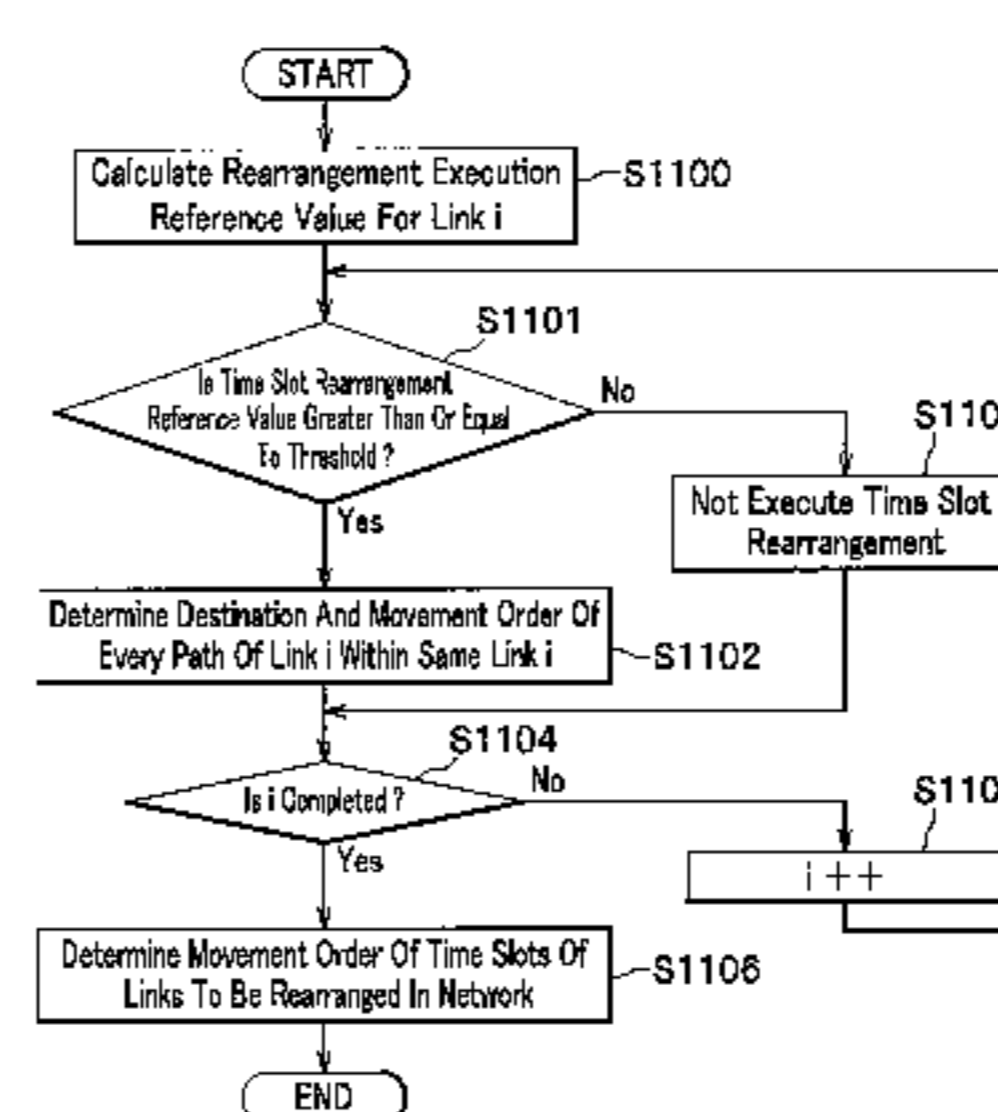 START
Calculate Rearrangement Execution
Reference Value For Link i
S1100
S1101
Is Time Slot Rearrangement
Reference Value Greater Than Or Equal
To Threshold ?
No
Yes
S110
Not Execute Time Slot
Rearrangement
Determine Destination And Movement Order Of
Every Path Of Link i Within Same Link i
S1102
S1104
Is i Completed ?
No
Yes
S110
i ++
Determine Movement Order Of Time Slots Of
Links To Be Rearranged In Network
S1106
END